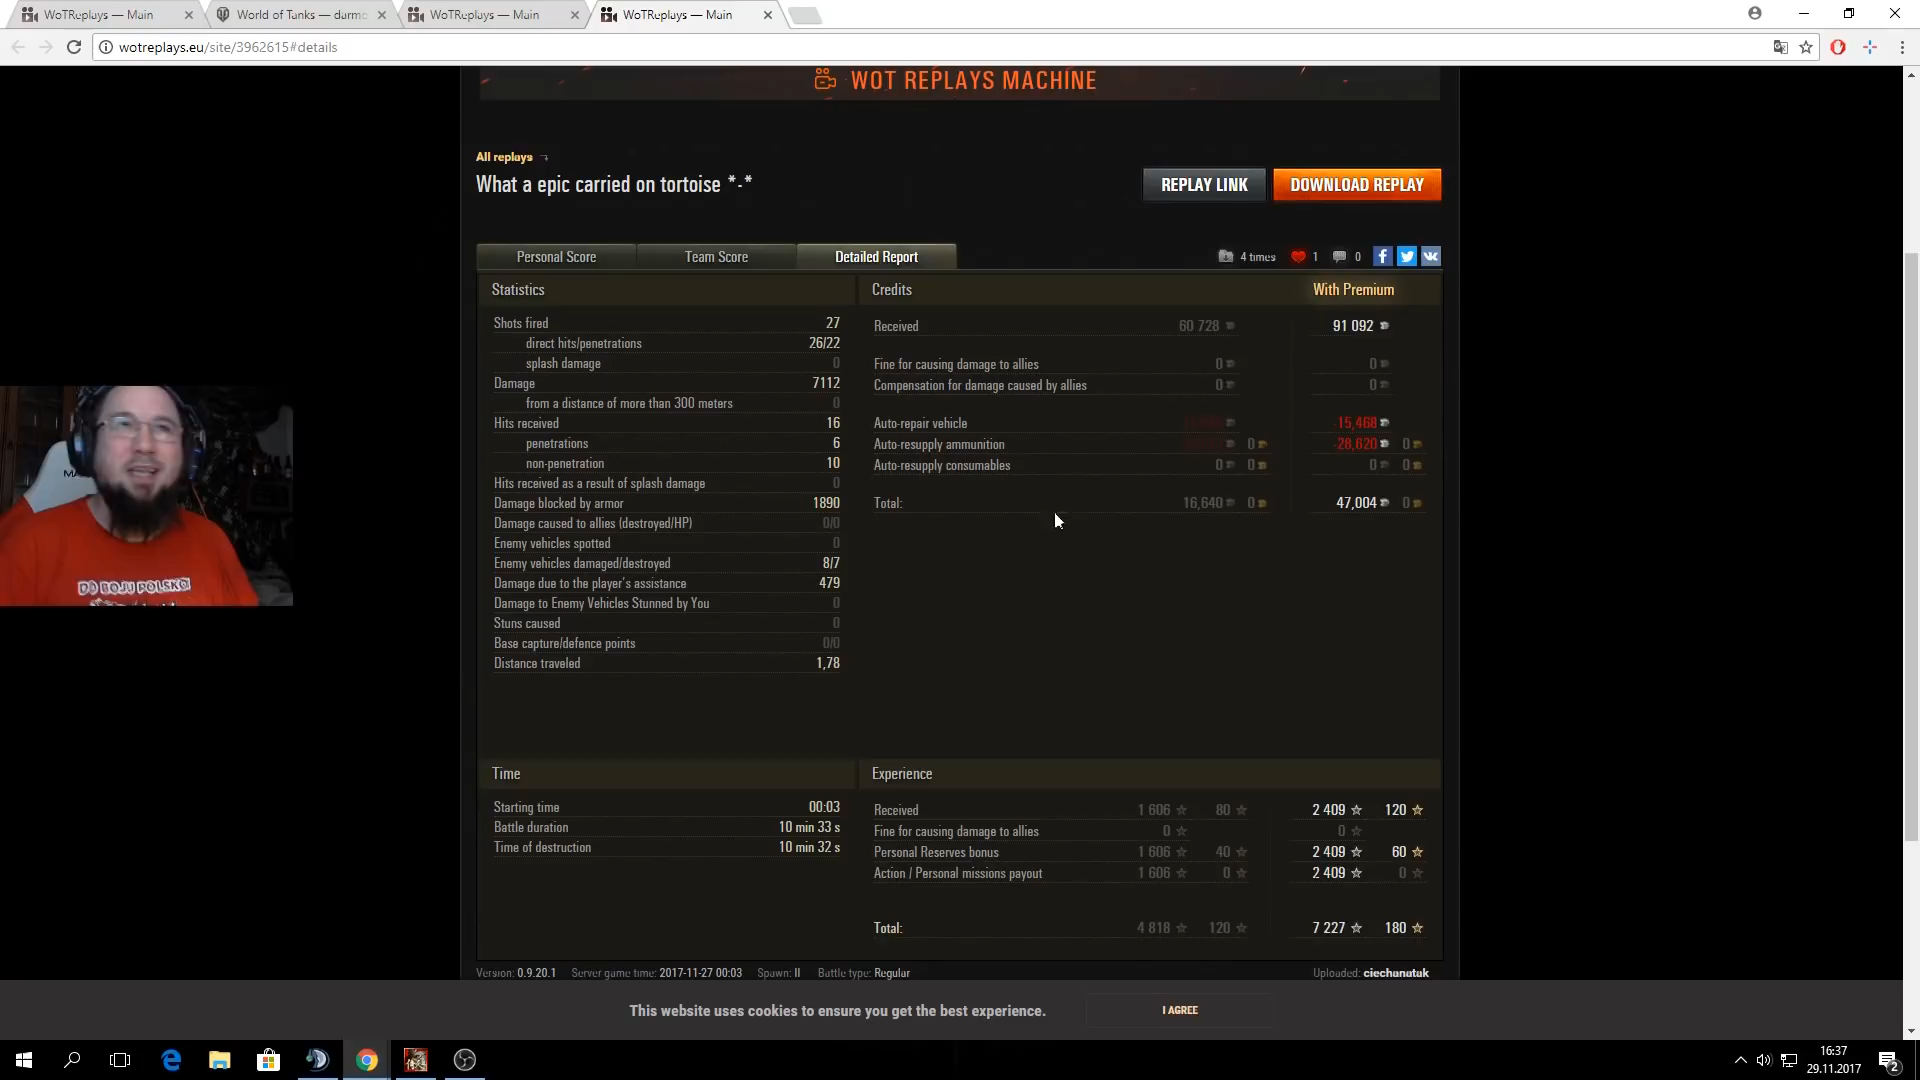 WoTReplays — Main
World of Tanks — darmo
WoTReplays — Main
WoTReplays — Main
wotreplays.eu/site/3962615#details
WOT REPLAYS MACHINE
All replays
What a epic carried on tortoise *-*
REPLAY LINK
DOWNLOAD REPLAY
Personal Score
Team Score
Detailed Report
4 times
1
0
Statistics
Credits
With Premium
Shots fired 27
direct hits/penetrations 26/22
splash damage 0
Damage 7112
from a distance of more than 300 meters 0
Hits received 16
penetrations 6
non-penetration 10
Hits received as a result of splash damage 0
Damage blocked by armor 1890
Damage caused to allies (destroyed/HP) 0/0
Enemy vehicles spotted 0
Enemy vehicles damaged/destroyed 8/7
Damage due to the player's assistance 479
Damage to Enemy Vehicles Stunned by You 0
Stuns caused 0
Base capture/defence points 0/0
Distance traveled 1,78
Received 60 728 91 092
Fine for causing damage to allies 0 0
Compensation for damage caused by allies 0 0
Auto-repair vehicle -15,468
Auto-resupply ammunition 0 -28,620 0
Auto-resupply consumables 0 0 0 0
Total: 16,640 0 47,004 0
Time
Starting time 00:03
Battle duration 10 min 33 s
Time of destruction 10 min 32 s
Experience
Received 1 606 80 2 409 120
Fine for causing damage to allies 0 0
Personal Reserves bonus 1 606 40 2 409 60
Action / Personal missions payout 1 606 0 2 409 0
Total: 4 818 120 7 227 180
Version: 0.9.20.1 Server game time: 2017-11-27 00:03 Spawn: II Battle type: Regular
Uploaded: ciechanatak
This website uses cookies to ensure you get the best experience.
I AGREE
DO BOJU POLSKO
16:37
29.11.2017
2